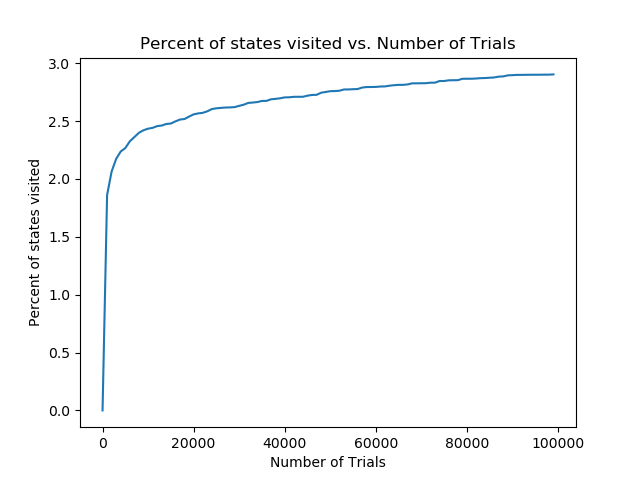 Percent of states visited vs. Number of Trials
3.0
2.5
2.0
1.5
1.0
0.5
0.0
Percent of states visited
0 20000 40000 60000 80000 100000
Number of Trials